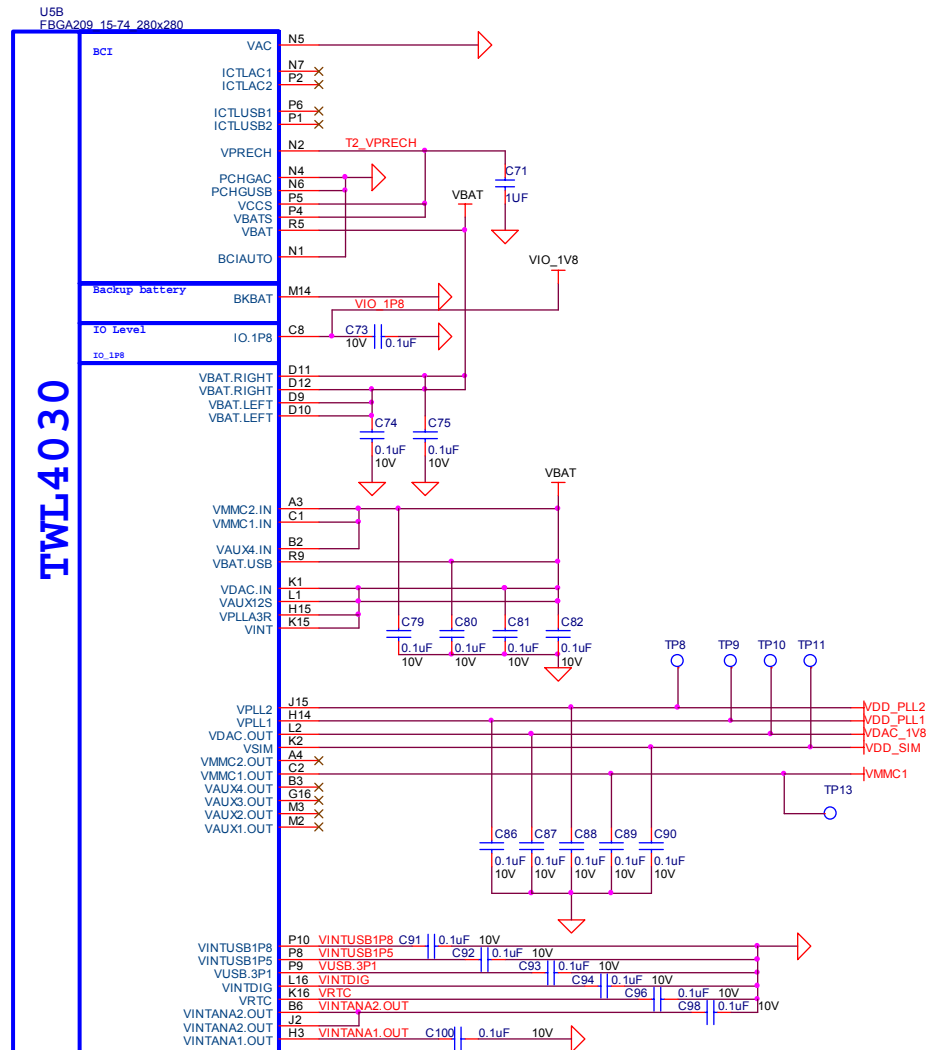 U5B
FBGA209_15-74_280x280
TWL4030
BCI
VAC N5
ICTLAC1 N7
ICTLAC2 P2
ICTLUSB1 P6
ICTLUSB2 P1
VPRECH N2 T2_VPRECH
C71
1UF
PCHGAC N4
PCHGUSB N6
VCCS P5
VBATS P4
VBAT R5
VBAT
BCIAUTO N1
VIO_1V8
Backup battery
BKBAT M14
VIO_1P8
IO Level
IO.1P8 C8
C73
10V 0.1uF
IO_1P8
VBAT.RIGHT D11
VBAT.RIGHT D12
VBAT.LEFT D9
VBAT.LEFT D10
C74 C75
0.1uF 0.1uF
10V 10V
VBAT
VMMC2.IN A3
VMMC1.IN C1
VAUX4.IN B2
VBAT.USB R9
VDAC.IN K1
VAUX12S L1
VPLLA3R H15
VINT K15
C79 C80 C81 C82
0.1uF 0.1uF 0.1uF 0.1uF
10V 10V 10V 10V
TP8 TP9 TP10 TP11
VPLL2 J15 VDD_PLL2
VPLL1 H14 VDD_PLL1
VDAC.OUT L2 VDAC_1V8
VSIM K2 VDD_SIM
VMMC2.OUT A4
VMMC1.OUT C2 VMMC1
VAUX4.OUT B3
VAUX3.OUT G16
VAUX2.OUT M3
VAUX1.OUT M2
TP13
C86 C87 C88 C89 C90
0.1uF 0.1uF 0.1uF 0.1uF 0.1uF
10V 10V 10V 10V 10V
VINTUSB1P8 P10 VINTUSB1P8 C91 0.1uF 10V
VINTUSB1P5 P8 VINTUSB1P5 C92 0.1uF 10V
VUSB.3P1 P9 VUSB.3P1 C93 0.1uF 10V
VINTDIG L16 VINTDIG C94 0.1uF 10V
VRTC K16 VRTC C96 0.1uF 10V
VINTANA2.OUT B6 VINTANA2.OUT C98 0.1uF 10V
VINTANA2.OUT J2
VINTANA1.OUT H3 VINTANA1.OUT C100 0.1uF 10V